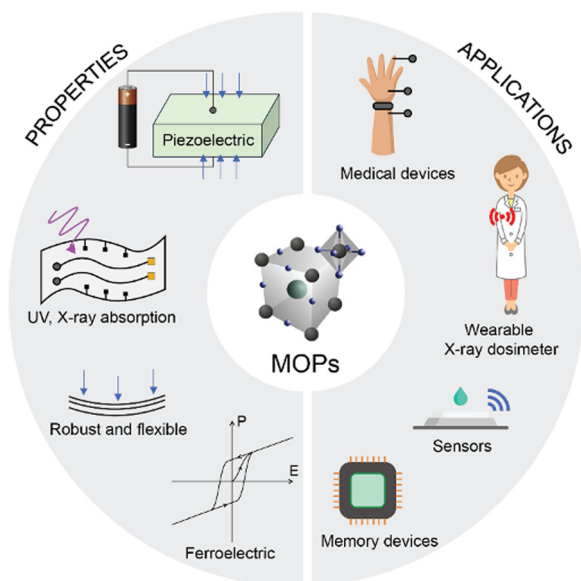 PROPERTIES
Piezoelectric
UV, X-ray absorption
Robust and flexible
P
E
Ferroelectric
MOPs
APPLICATIONS
Medical devices
Wearable
X-ray dosimeter
Sensors
Memory devices